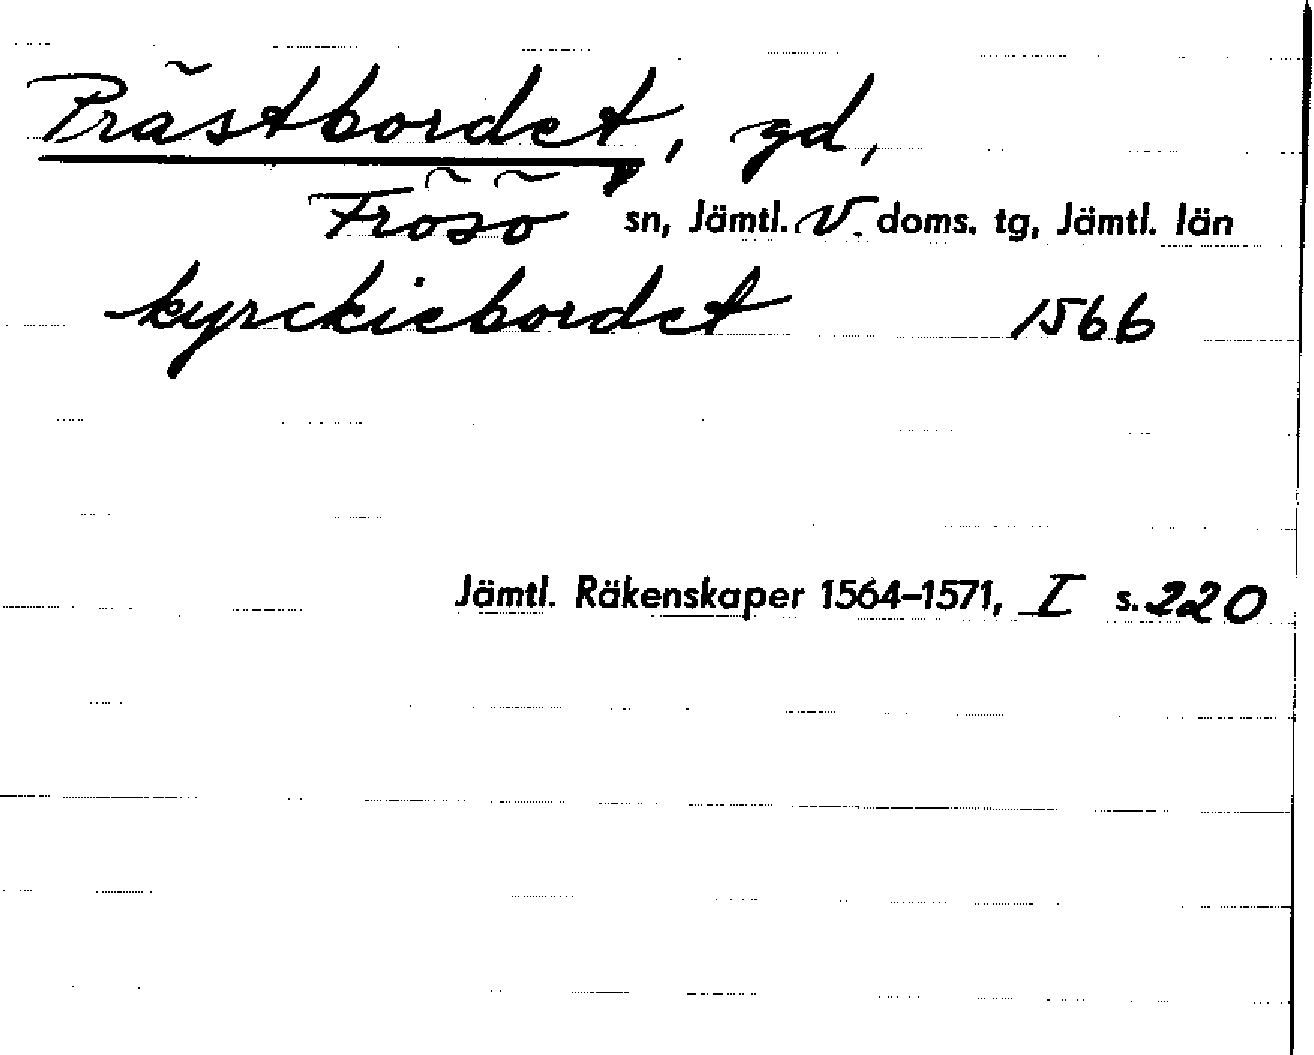 Prästbordet, gd,
Frösö sn, Jämtl. V. doms. tg, Jämtl. län
kyrckiebordet 1566
Jämtl. Räkenskaper 1564–1571, I s. 220